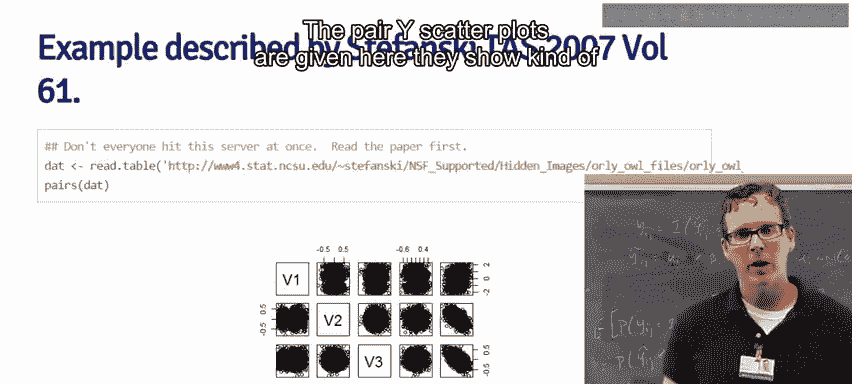 The pair Y scatter plots
are given here they show kind of
Example described by Stefanski TAS 2007 Vol
61.
## Don't everyone hit this server at once. Read the paper first.
dat <- read.table('http://www4.stat.ncsu.edu/~stefanski/NSF_Supported/Hidden_Images/orly_owl_files/orly_owl_
pairs(dat)
-0.5 0.5 -0.6 0.4
V1 -2 0 2
-0.5 0.5 V2
V3 -0.5 0.5